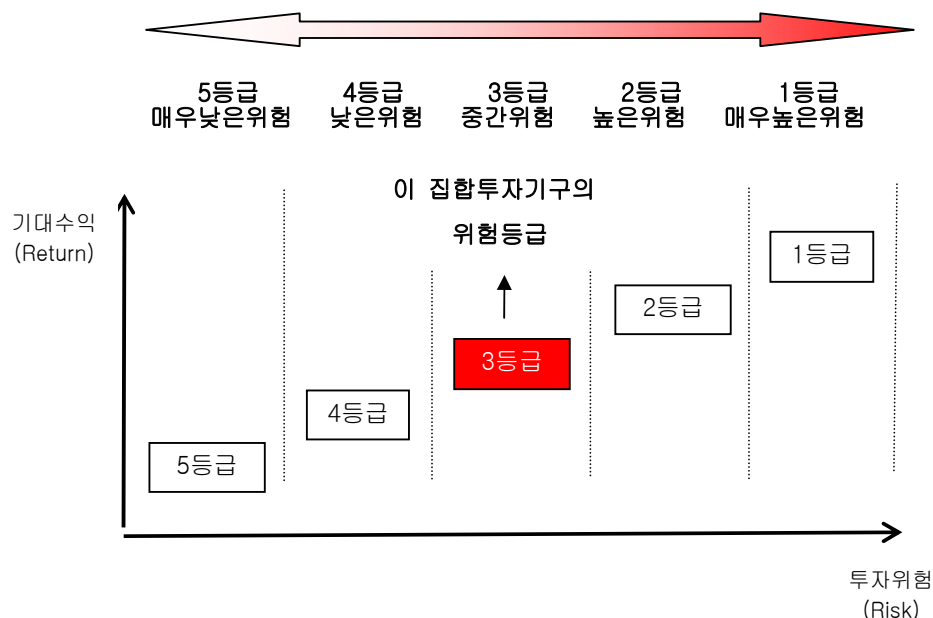 5등급 4등급 3등급 2등급 1등급
매우낮은위험 낮은위험 중간위험 높은위험 매우높은위험
이 집합투자기구의
위험등급
기대수익
(Return)
1등급
2등급
3등급
4등급
5등급
투자위험
(Risk)